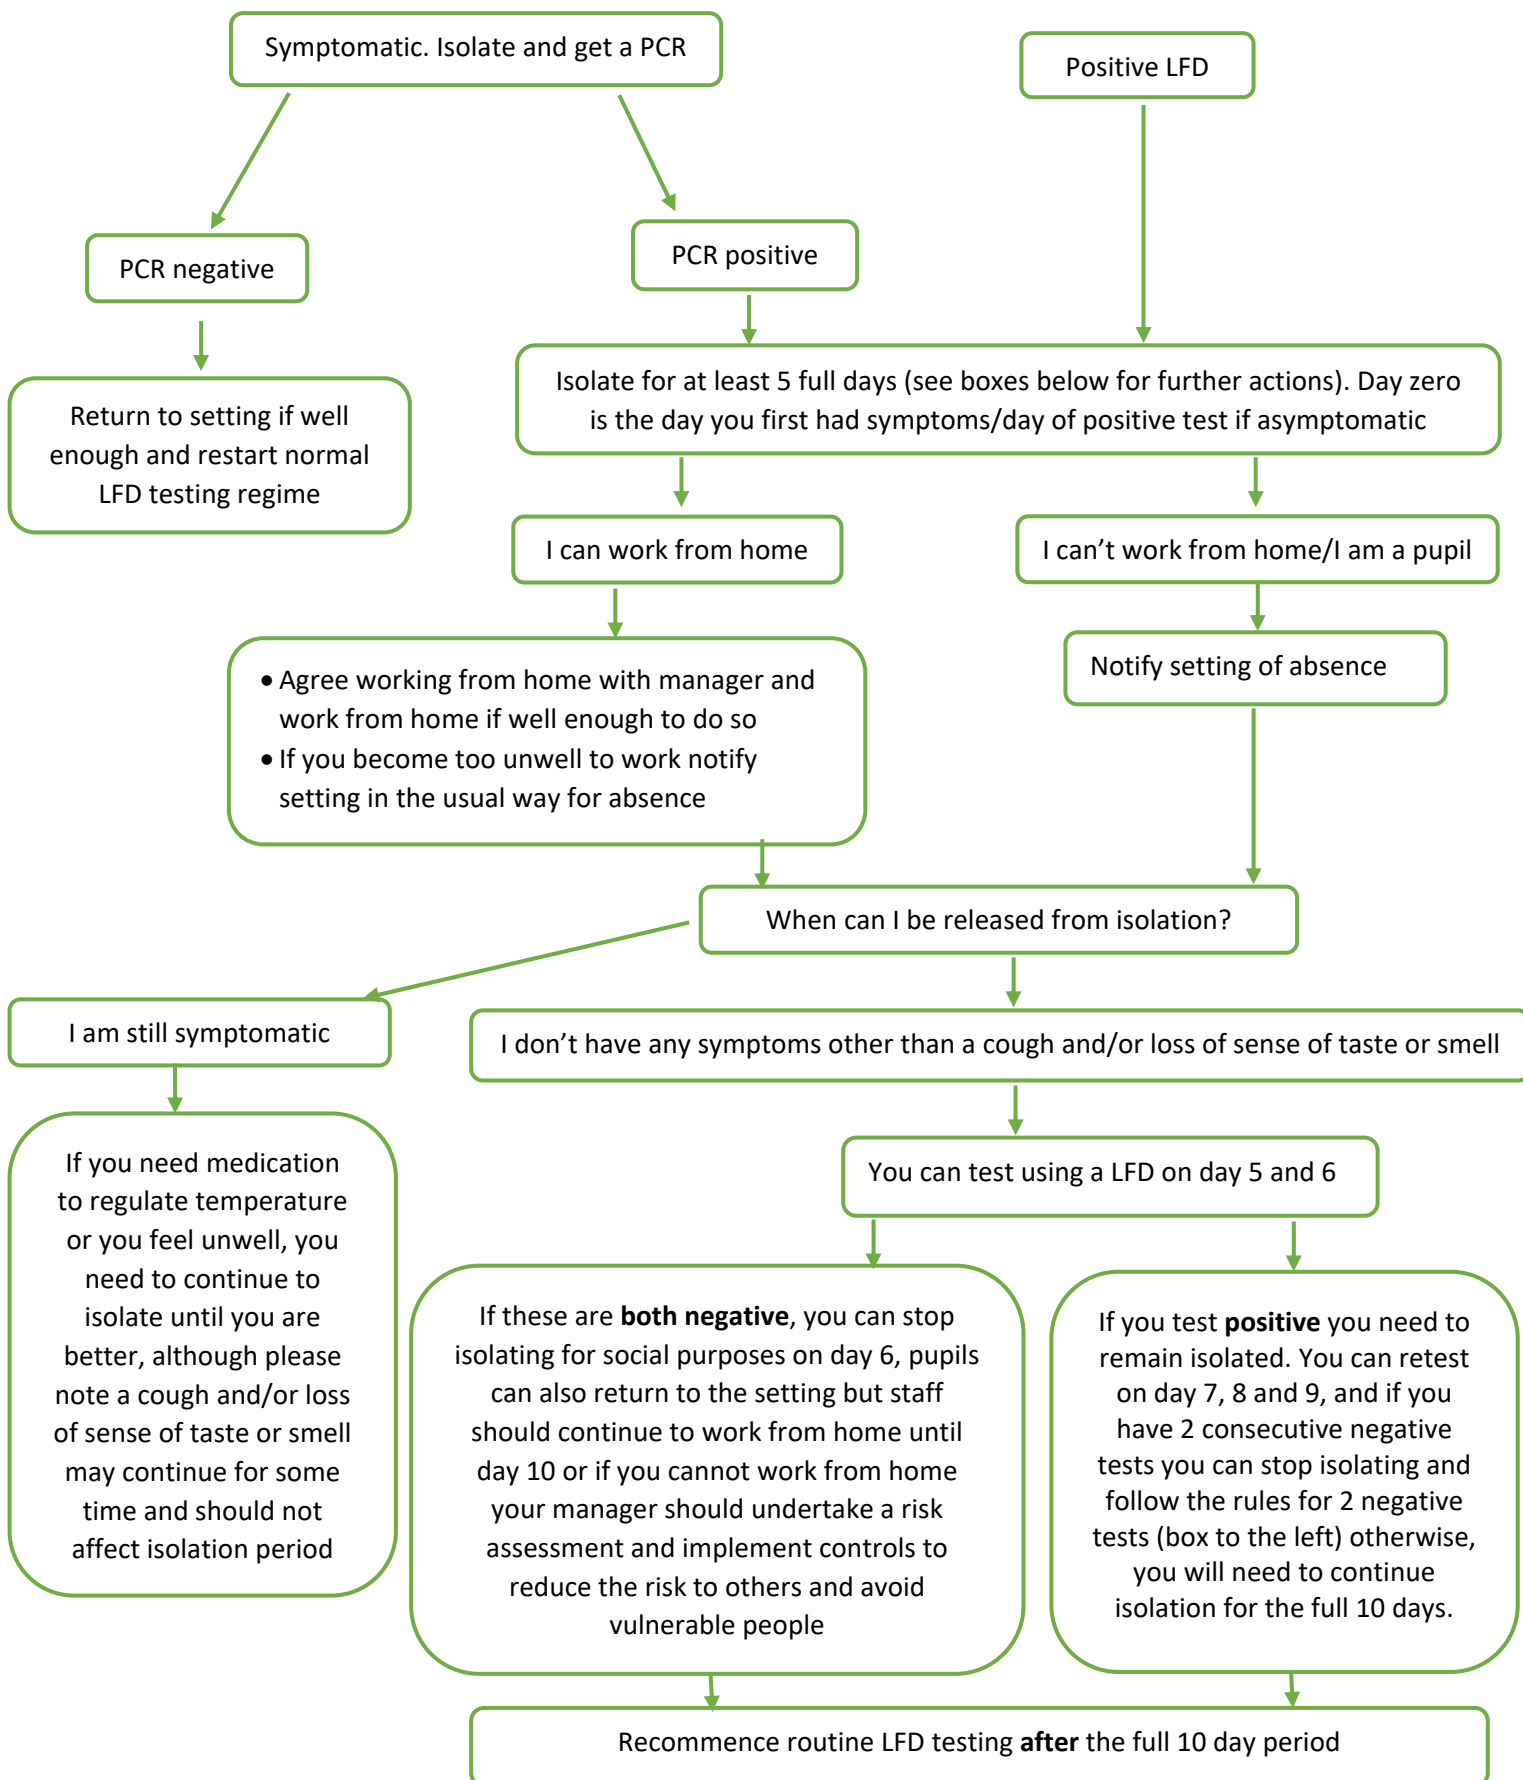 Symptomatic. Isolate and get a PCR
Positive LFD
PCR negative
PCR positive
Return to setting if well
enough and restart normal
LFD testing regime
Isolate for at least 5 full days (see boxes below for further actions). Day zero
is the day you first had symptoms/day of positive test if asymptomatic
I can work from home
I can’t work from home/I am a pupil
• Agree working from home with manager and
work from home if well enough to do so
• If you become too unwell to work notify
setting in the usual way for absence
Notify setting of absence
When can I be released from isolation?
I am still symptomatic
I don’t have any symptoms other than a cough and/or loss of sense of taste or smell
If you need medication
to regulate temperature
or you feel unwell, you
need to continue to
isolate until you are
better, although please
note a cough and/or loss
of sense of taste or smell
may continue for some
time and should not
affect isolation period
You can test using a LFD on day 5 and 6
If these are both negative, you can stop
isolating for social purposes on day 6, pupils
can also return to the setting but staff
should continue to work from home until
day 10 or if you cannot work from home
your manager should undertake a risk
assessment and implement controls to
reduce the risk to others and avoid
vulnerable people
If you test positive you need to
remain isolated. You can retest
on day 7, 8 and 9, and if you
have 2 consecutive negative
tests you can stop isolating and
follow the rules for 2 negative
tests (box to the left) otherwise,
you will need to continue
isolation for the full 10 days.
Recommence routine LFD testing after the full 10 day period